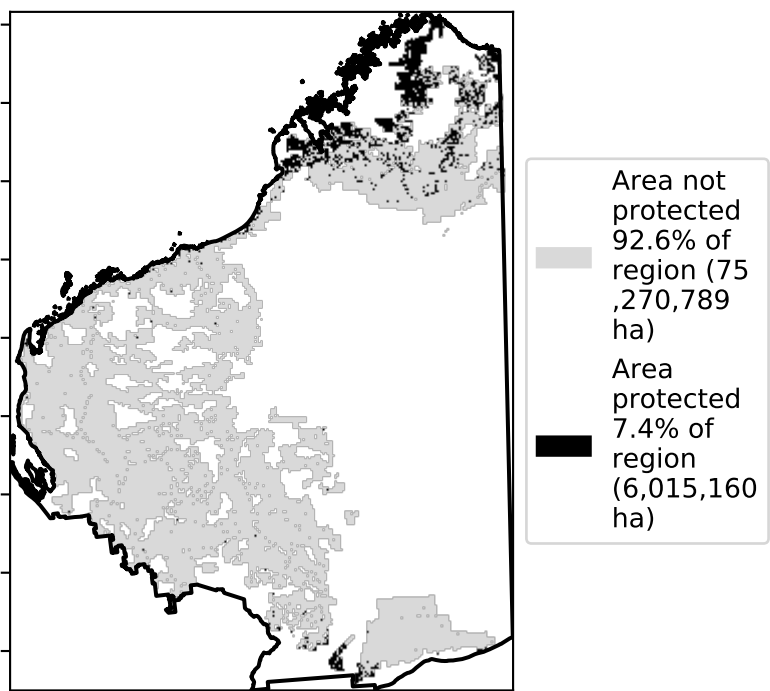 Area not
protected
92.6% of
region (75
,270,789
ha)
Area
protected
7.4% of
region
(6,015,160
ha)